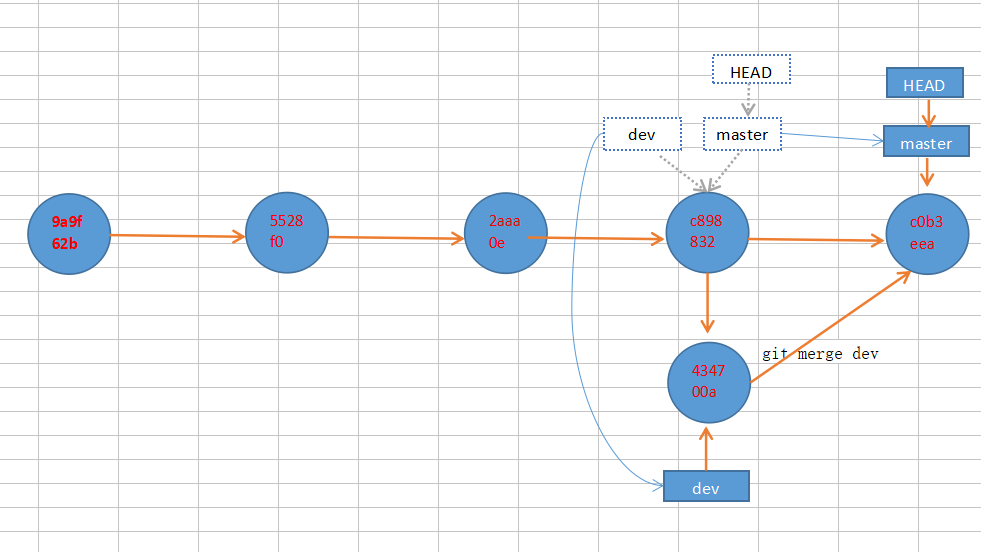 HEAD
HEAD
dev
master
master
9a9f
62b
5528
f0
2aaa
0e
c898
832
c0b3
eea
git merge dev
4347
00a
dev